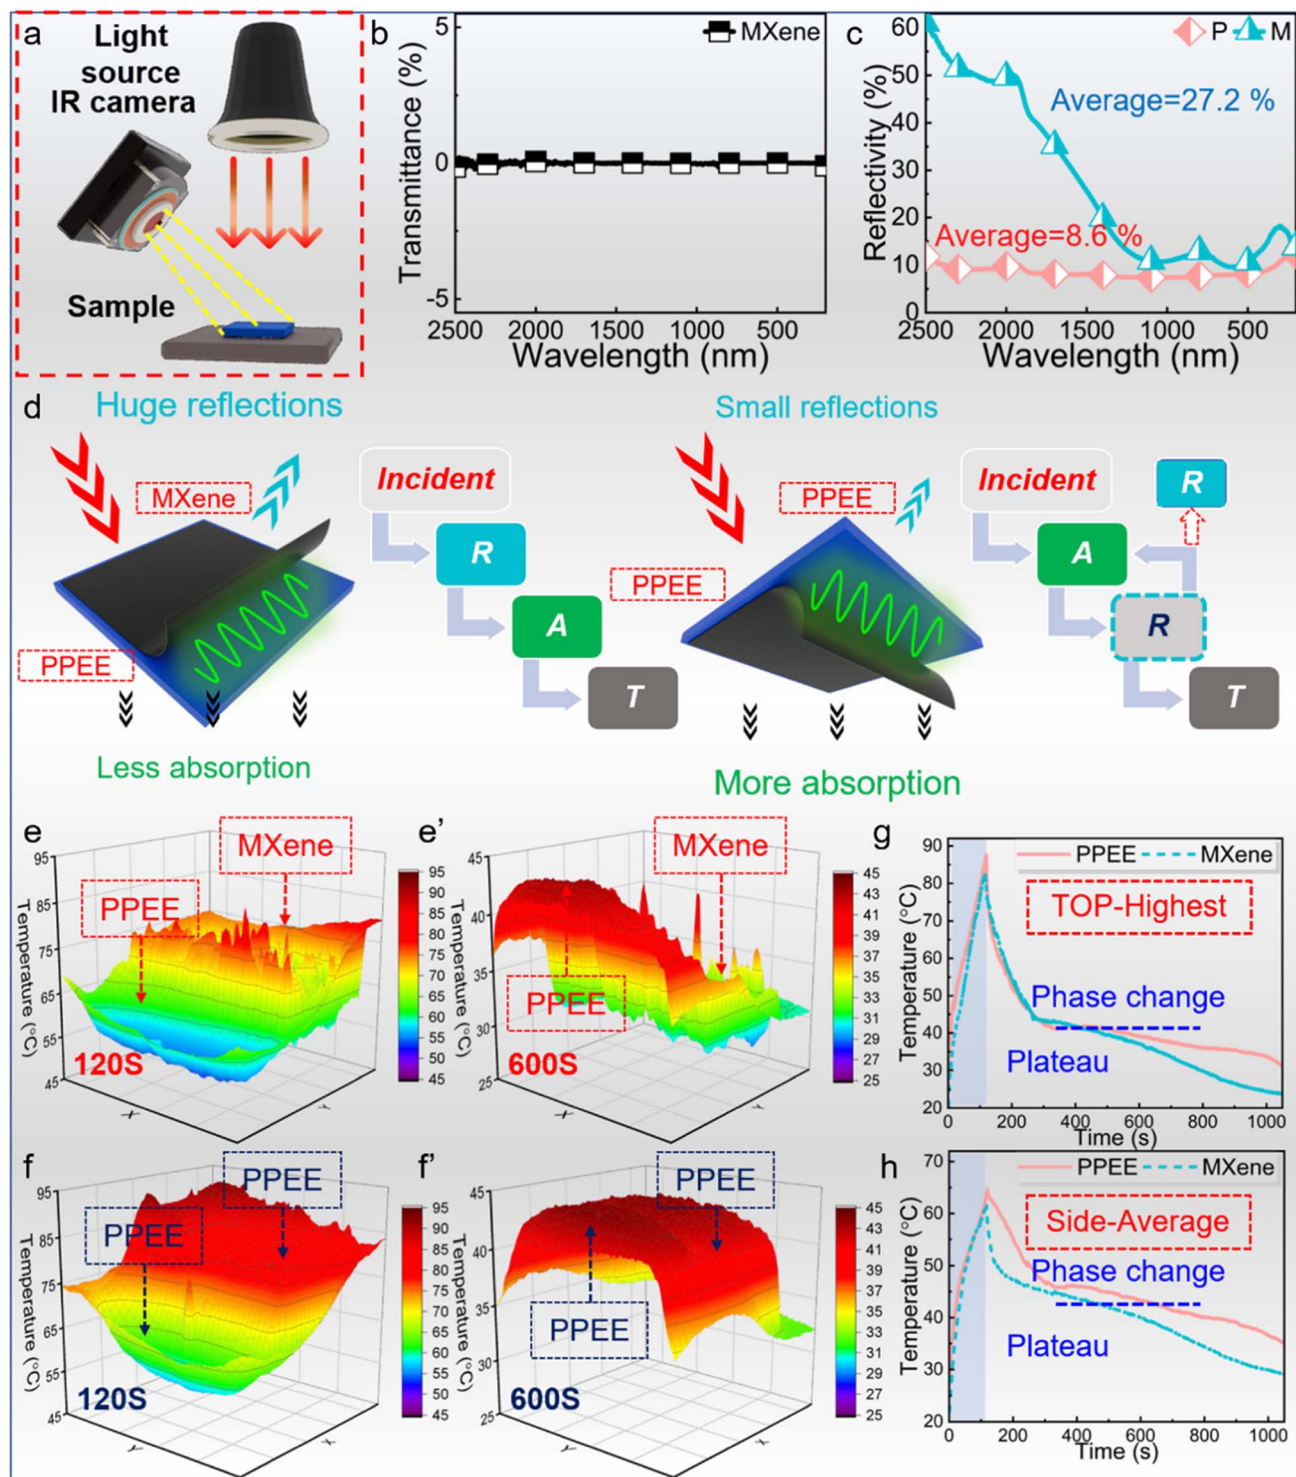 a
Light
source
IR camera
Sample
b
MXene
Transmittance (%)
5
0
-5
2500 2000 1500 1000 500
Wavelength (nm)
c
P M
Reflectivity (%)
60
50
40
30
20
10
0
Average=27.2 %
Average=8.6 %
2500 2000 1500 1000 500
Wavelength (nm)
d
Huge reflections
MXene
PPEE
Less absorption
Incident
R
A
T
Small reflections
PPEE
PPEE
More absorption
Incident
R
A
R
T
e
MXene
PPEE
Temperature (°C)
95
85
75
65
55
45
120S
X
Y
95
90
85
80
75
70
65
60
55
50
45
e'
MXene
PPEE
Temperature (°C)
45
40
35
30
25
600S
X
Y
45
43
41
39
37
35
33
31
29
27
25
g
PPEE MXene
TOP-Highest
Phase change
Plateau
Temperature (°C)
90
80
70
60
50
40
30
20
0 200 400 600 800 1000
Time (s)
f
PPEE
PPEE
Temperature (°C)
95
85
75
65
55
45
120S
Y
X
95
90
85
80
75
70
65
60
55
50
45
f'
PPEE
PPEE
Temperature (°C)
45
40
35
30
25
600S
Y
X
45
43
41
39
37
35
33
31
29
27
25
h
PPEE MXene
Side-Average
Phase change
Plateau
Temperature (°C)
70
60
50
40
30
20
0 200 400 600 800 1000
Time (s)